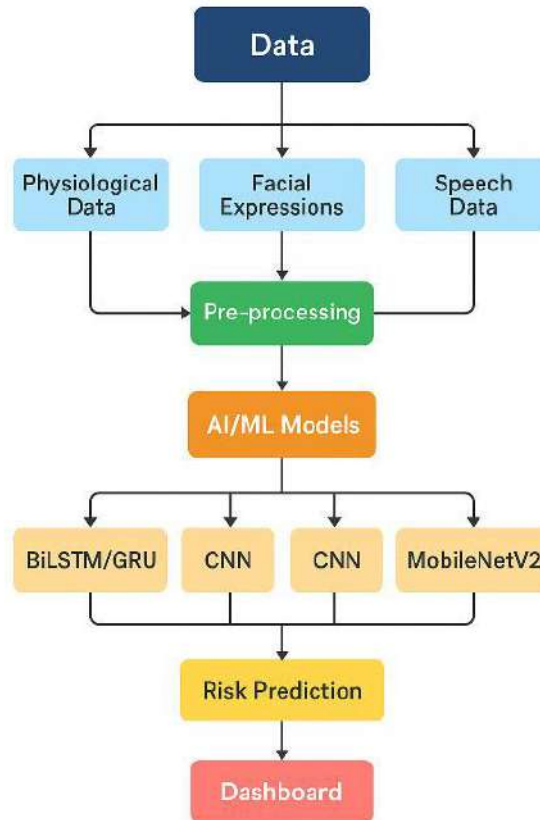 Data
Physiological
Data
Facial
Expressions
Speech
Data
Pre-processing
AI/ML Models
BiLSTM/GRU
CNN
CNN
MobileNetV2
Risk Prediction
Dashboard